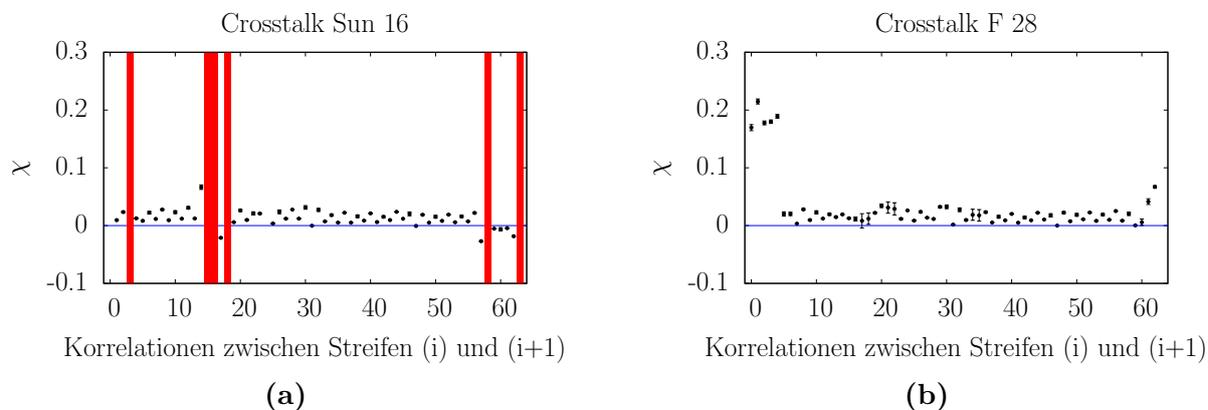 Crosstalk Sun 16
0.3
0.2
0.1
0
-0.1
χ
0 10 20 30 40 50 60
Korrelationen zwischen Streifen (i) und (i+1)
(a)
Crosstalk F 28
0.3
0.2
0.1
0
-0.1
χ
0 10 20 30 40 50 60
Korrelationen zwischen Streifen (i) und (i+1)
(b)